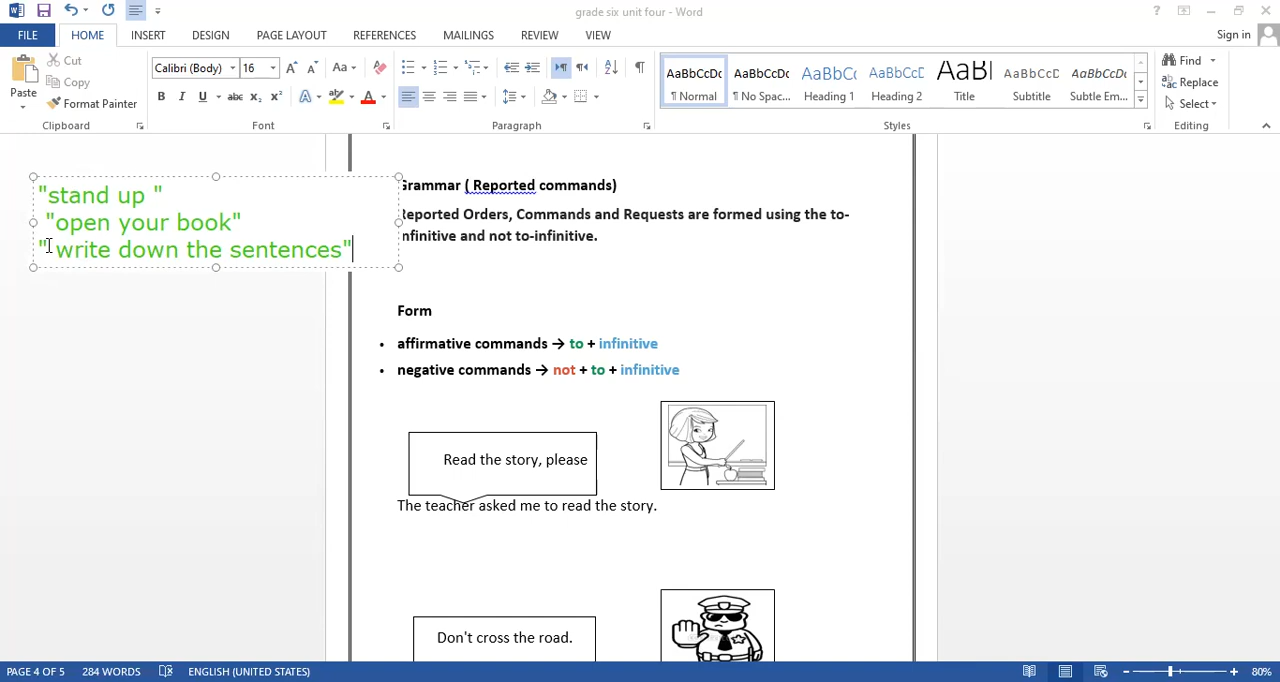 grade six unit four - Word
FILE HOME INSERT DESIGN PAGE LAYOUT REFERENCES MAILINGS REVIEW VIEW Sign in
Paste Cut Copy Format Painter
Calibri (Body) 16
AaBbCcDc AaBbCcDc AaBbC AaBbCcD AaBl AaBbCcD AaBbCcDc
¶ Normal ¶ No Spac... Heading 1 Heading 2 Title Subtitle Subtle Em...
Find
Replace
Select
Clipboard Font Paragraph Styles Editing
"stand up "
"open your book"
" write down the sentences"
Grammar ( Reported commands)
Reported Orders, Commands and Requests are formed using the to-
infinitive and not to-infinitive.
Form
• affirmative commands → to + infinitive
• negative commands → not + to + infinitive
Read the story, please
The teacher asked me to read the story.
Don't cross the road.
PAGE 4 OF 5 284 WORDS ENGLISH (UNITED STATES) 80%